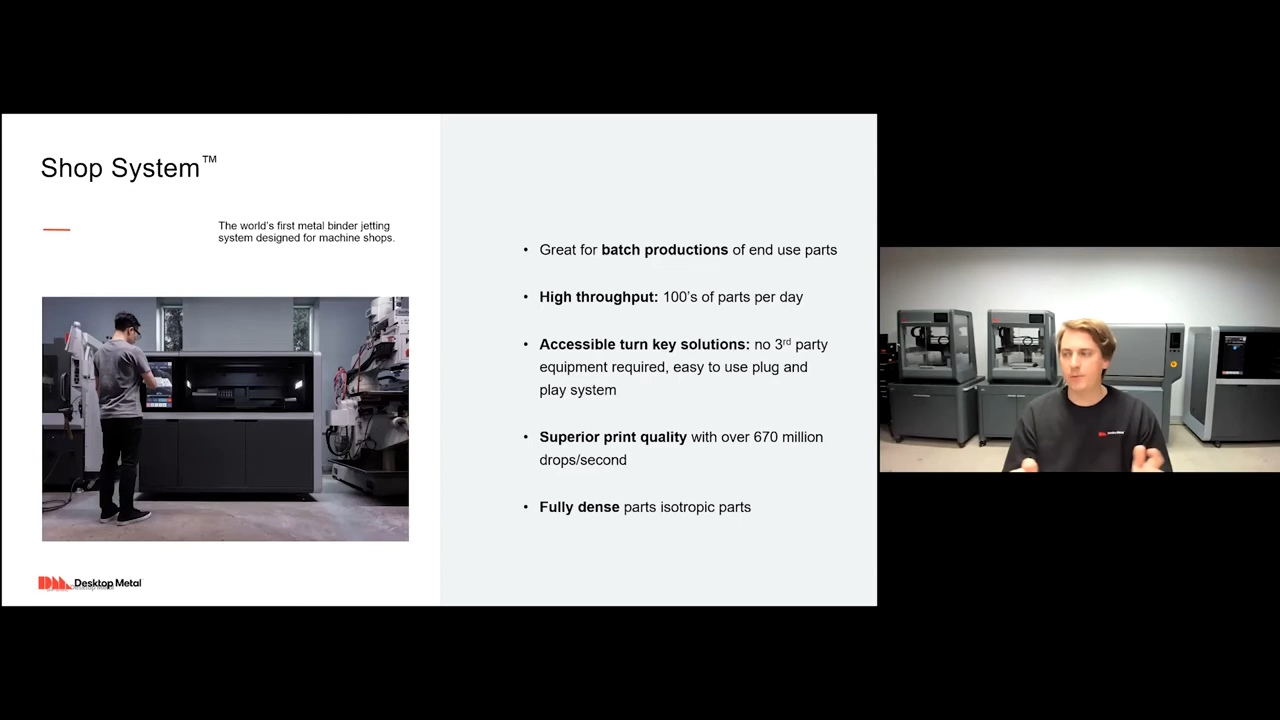 Shop System™
The world's first metal binder jetting
system designed for machine shops.
• Great for batch productions of end use parts
• High throughput: 100's of parts per day
• Accessible turn key solutions: no 3rd party
equipment required, easy to use plug and
play system
• Superior print quality with over 670 million
drops/second
• Fully dense parts isotropic parts
Desktop Metal